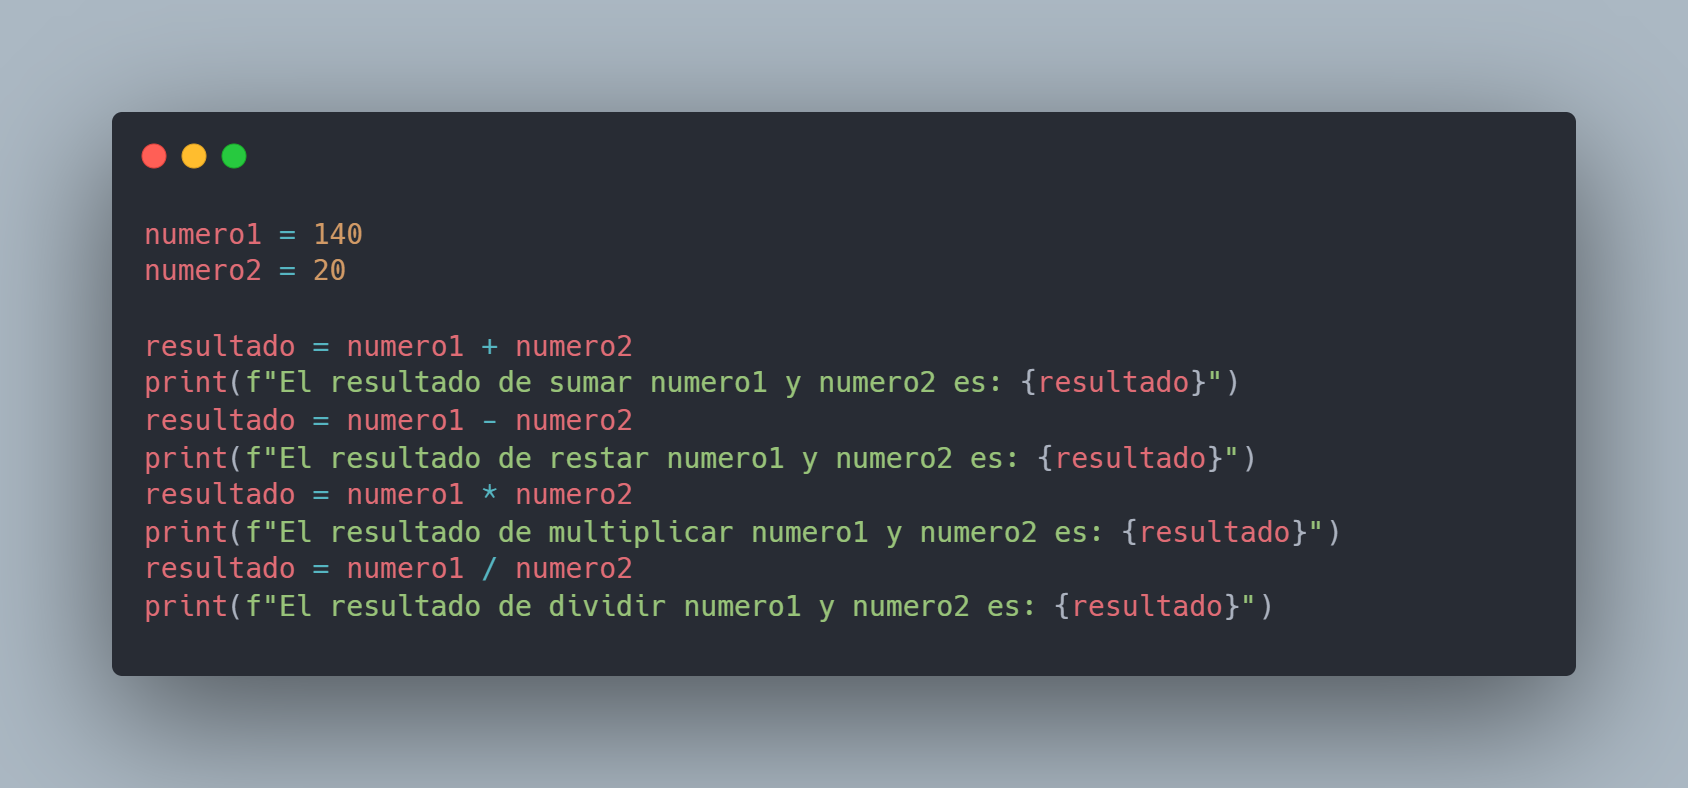 numero1 = 140
numero2 = 20

resultado = numero1 + numero2
print(f"El resultado de sumar numero1 y numero2 es: {resultado}")
resultado = numero1 - numero2
print(f"El resultado de restar numero1 y numero2 es: {resultado}")
resultado = numero1 * numero2
print(f"El resultado de multiplicar numero1 y numero2 es: {resultado}")
resultado = numero1 / numero2
print(f"El resultado de dividir numero1 y numero2 es: {resultado}")